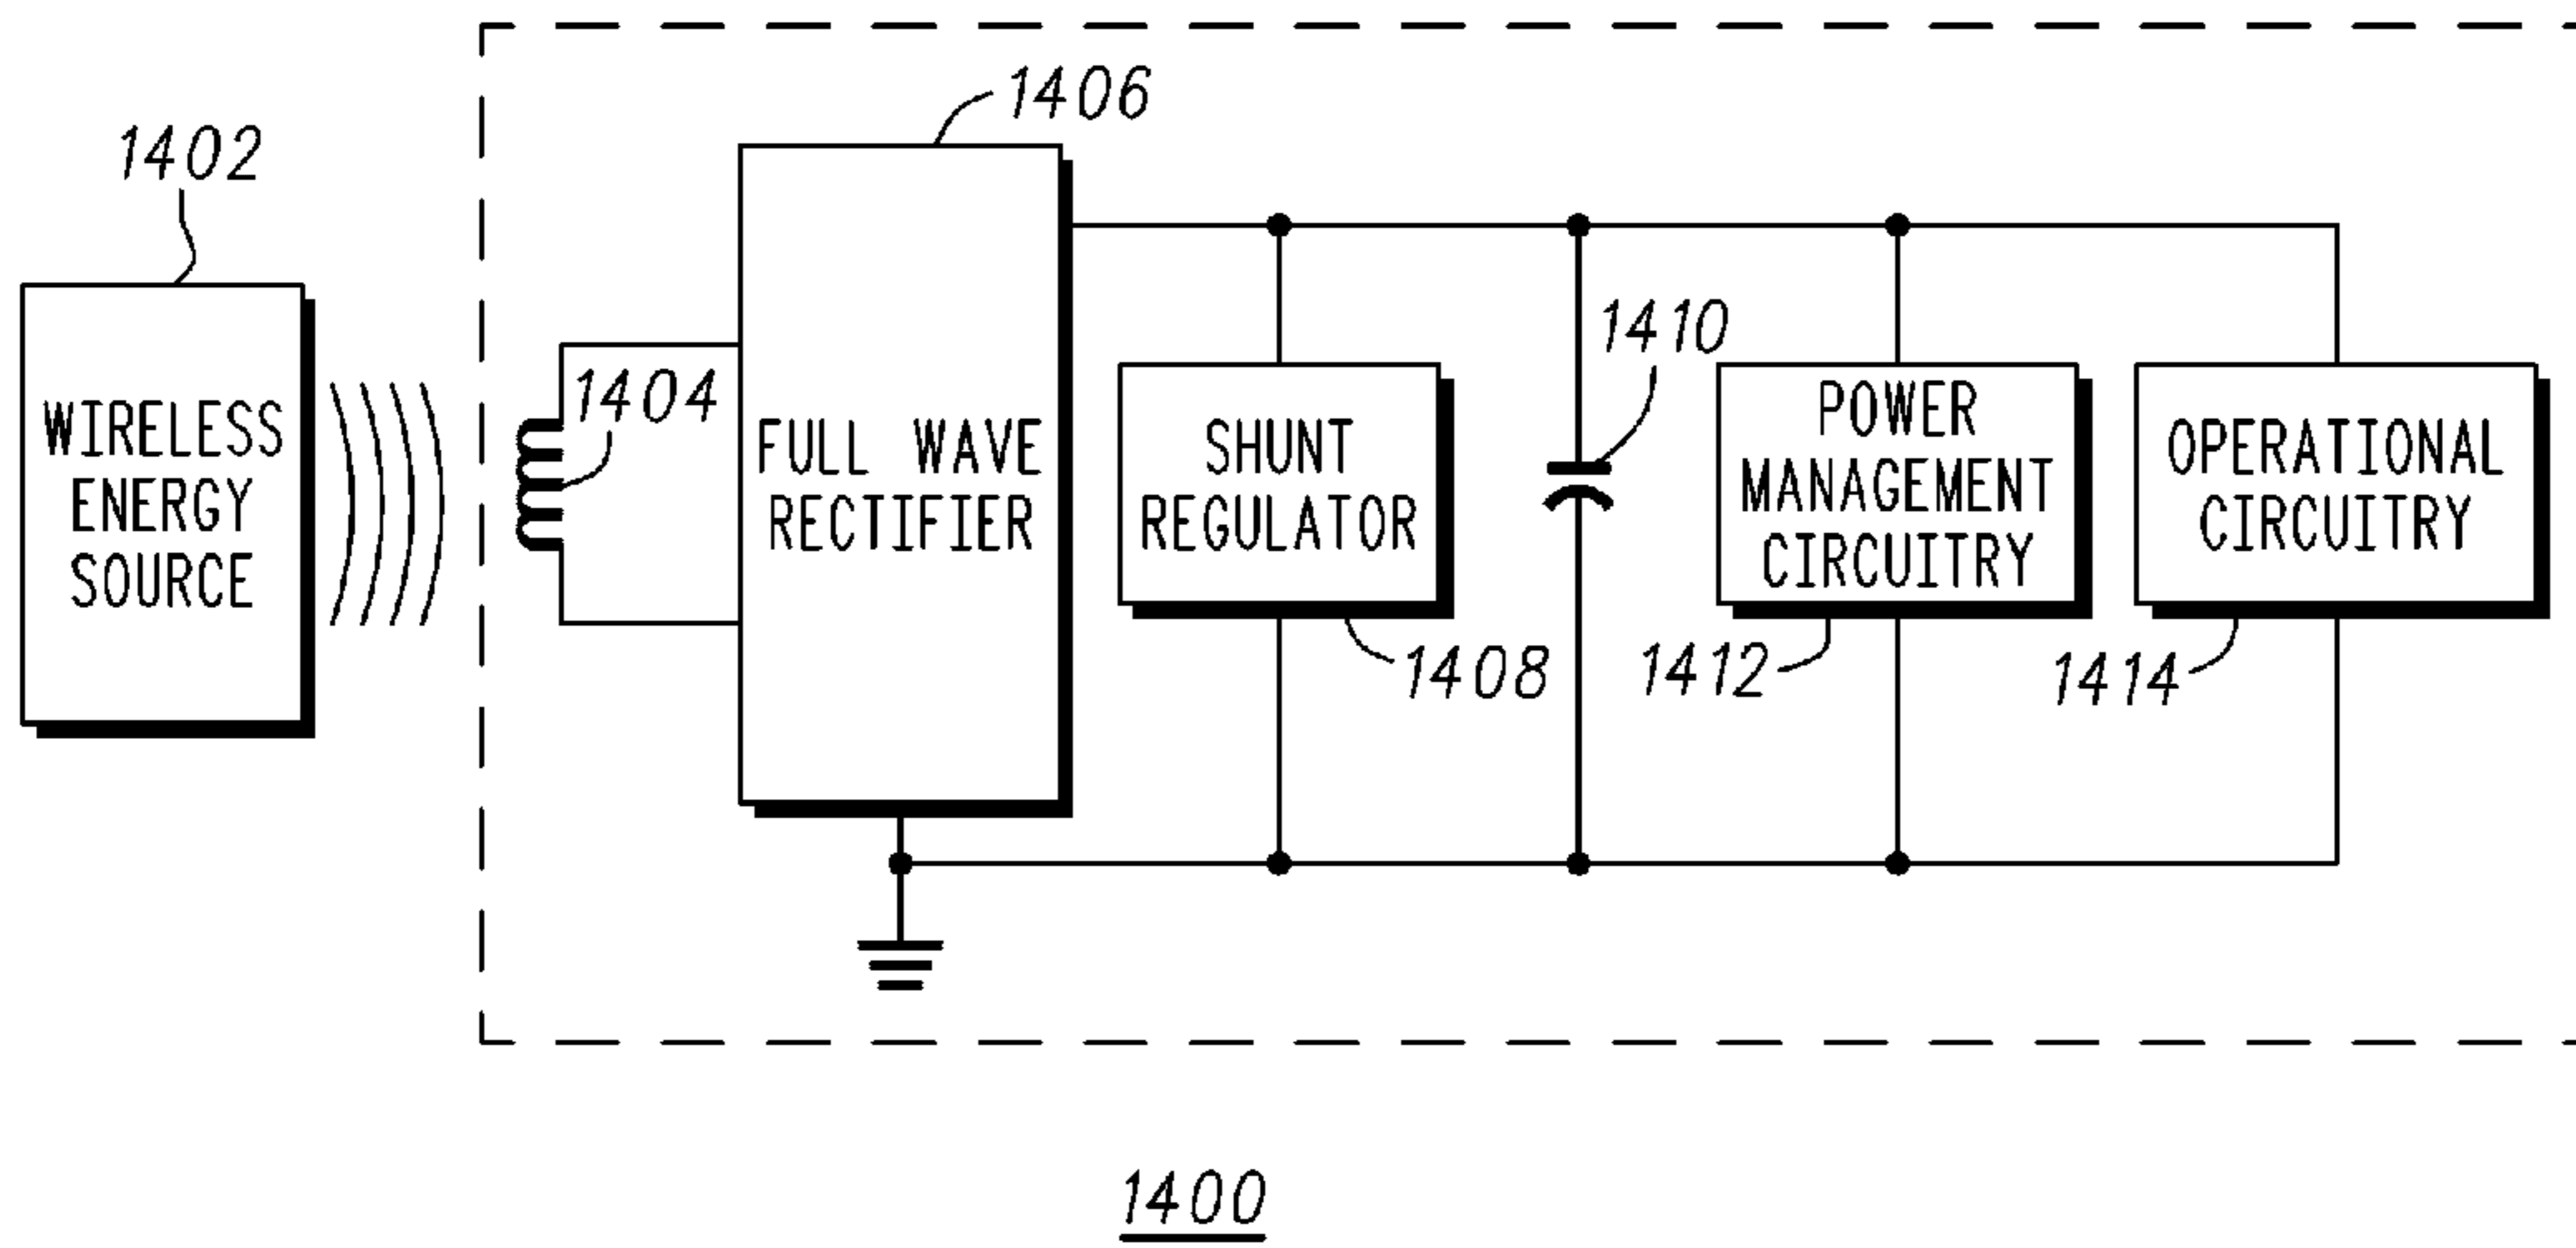 1406
1402
WIRELESS
ENERGY
SOURCE
1404
FULL WAVE
RECTIFIER
SHUNT
REGULATOR
1408
1410
POWER
MANAGEMENT
CIRCUITRY
1412
OPERATIONAL
CIRCUITRY
1414
1400